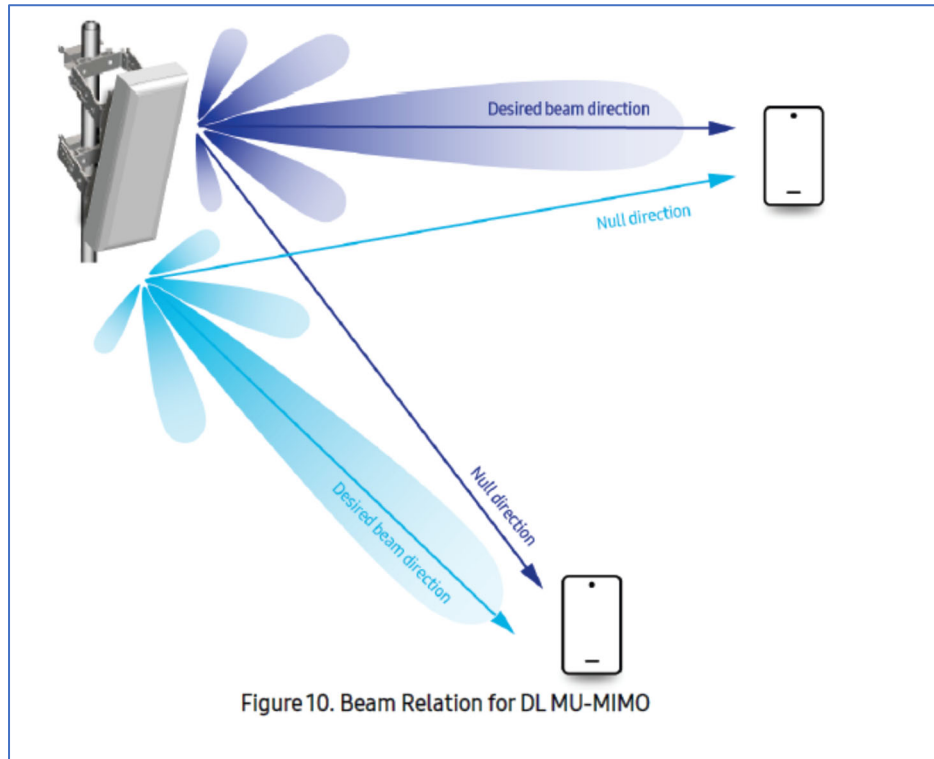 Desired beam direction
Null direction
Null direction
Desired beam direction
Figure 10. Beam Relation for DL MU-MIMO